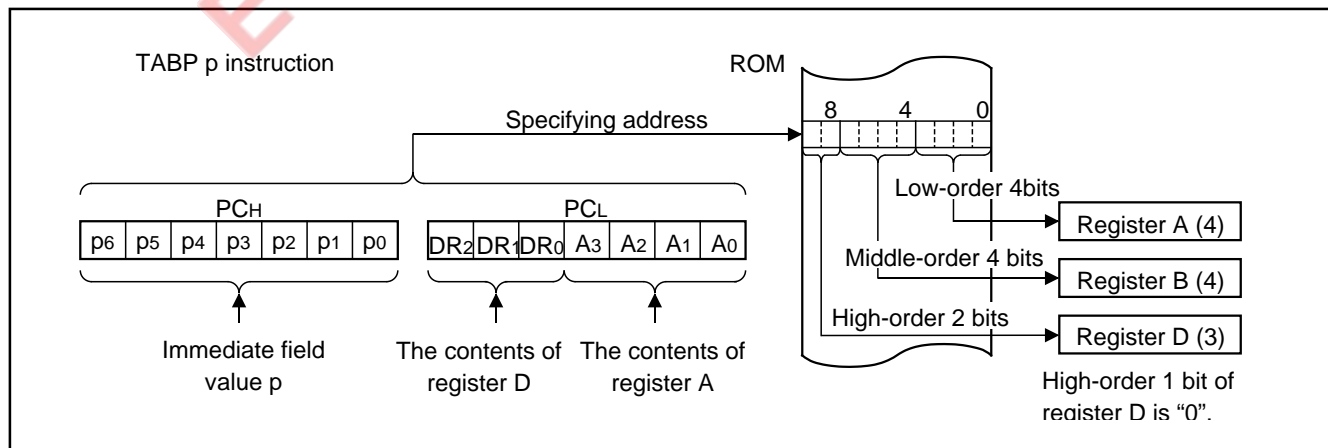 TABP p instruction
ROM
8 4 0
Specifying address
Low-order 4bits
PCH
PCL
Register A (4)
p6 p5 p4 p3 p2 p1 p0
DR2 DR1 DR0 A3 A2 A1 A0
Middle-order 4 bits
Register B (4)
High-order 2 bits
Register D (3)
Immediate field
value p
The contents of
register D
The contents of
register A
High-order 1 bit of
register D is “0”.